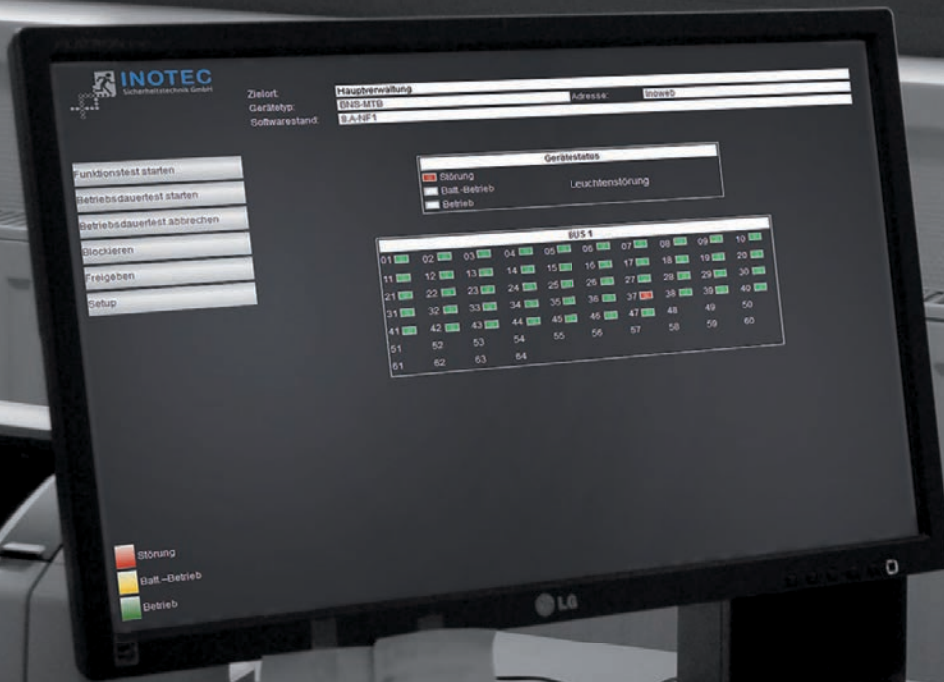 INOTEC
Sicherheitstechnik GmbH
Zielort: Hauptverwaltung
Gerätetyp: BNS-MTB Adresse: Inoweb
Softwarestand: 8.A-NF1
Funktionstest starten
Betriebsdauertest starten
Betriebsdauertest abbrechen
Blockieren
Freigeben
Setup
Gerätestatus
Störung
Batt.-Betrieb Leuchtenstörung
Betrieb
BUS 1
01 02 03 04 05 06 07 08 09 10
11 12 13 14 15 16 17 18 19 20
21 22 23 24 25 26 27 28 29 30
31 32 33 34 35 36 37 38 39 40
41 42 43 44 45 46 47 48 49 50
51 52 53 54 55 56 57 58 59 60
61 62 63 64
Störung
Batt.-Betrieb
Betrieb
LG